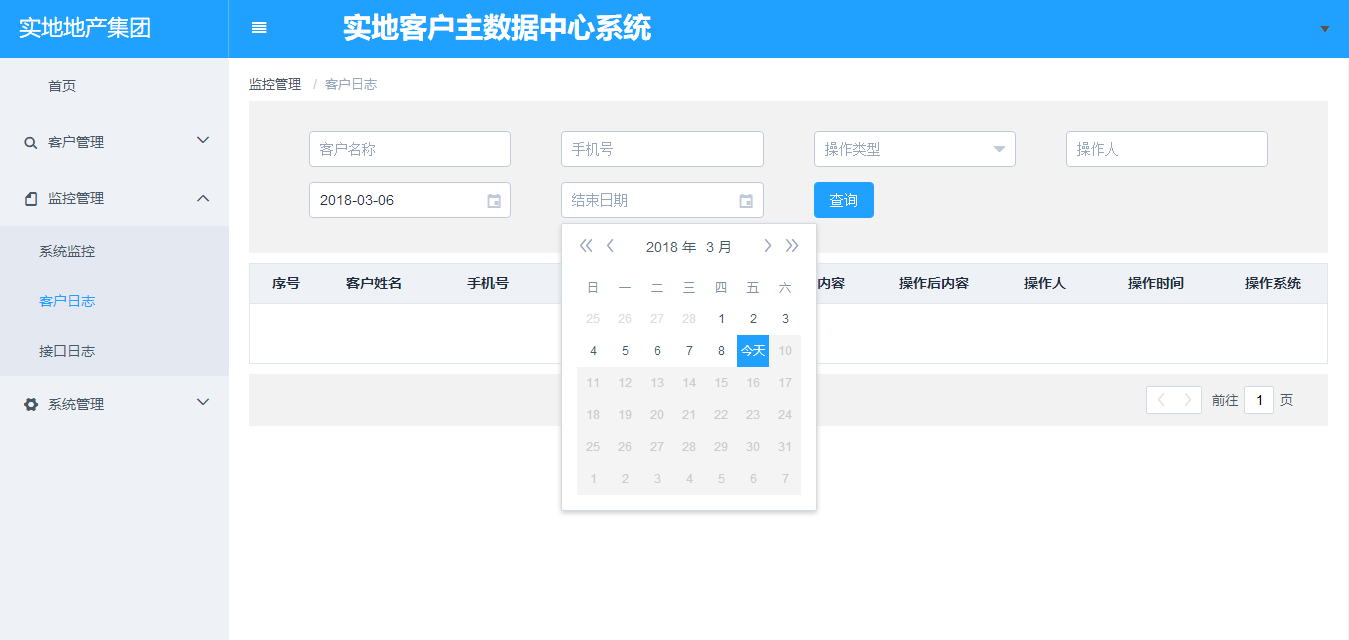 实地地产集团
实地客户主数据中心系统
首页
客户管理
监控管理
系统监控
客户日志
接口日志
系统管理
监控管理 / 客户日志
客户名称 手机号 操作类型 操作人
2018-03-06 结束日期 查询
序号 客户姓名 手机号 内容 操作后内容 操作人 操作时间 操作系统
2018 年 3 月
日 一 二 三 四 五 六
25 26 27 28 1 2 3
4 5 6 7 8 今天 10
11 12 13 14 15 16 17
18 19 20 21 22 23 24
25 26 27 28 29 30 31
1 2 3 4 5 6 7
前往 1 页